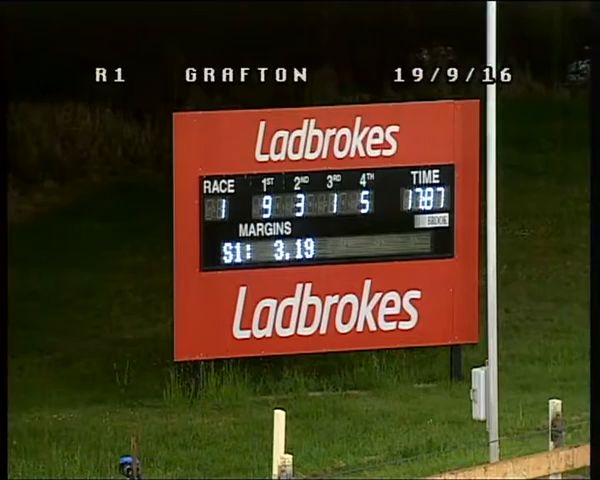 R1 GRAFTON 19/9/16
Ladbrokes
RACE 1ST 2ND 3RD 4TH TIME
1 9 3 1 5 17.87
MARGINS
S1: 3.19
Ladbrokes